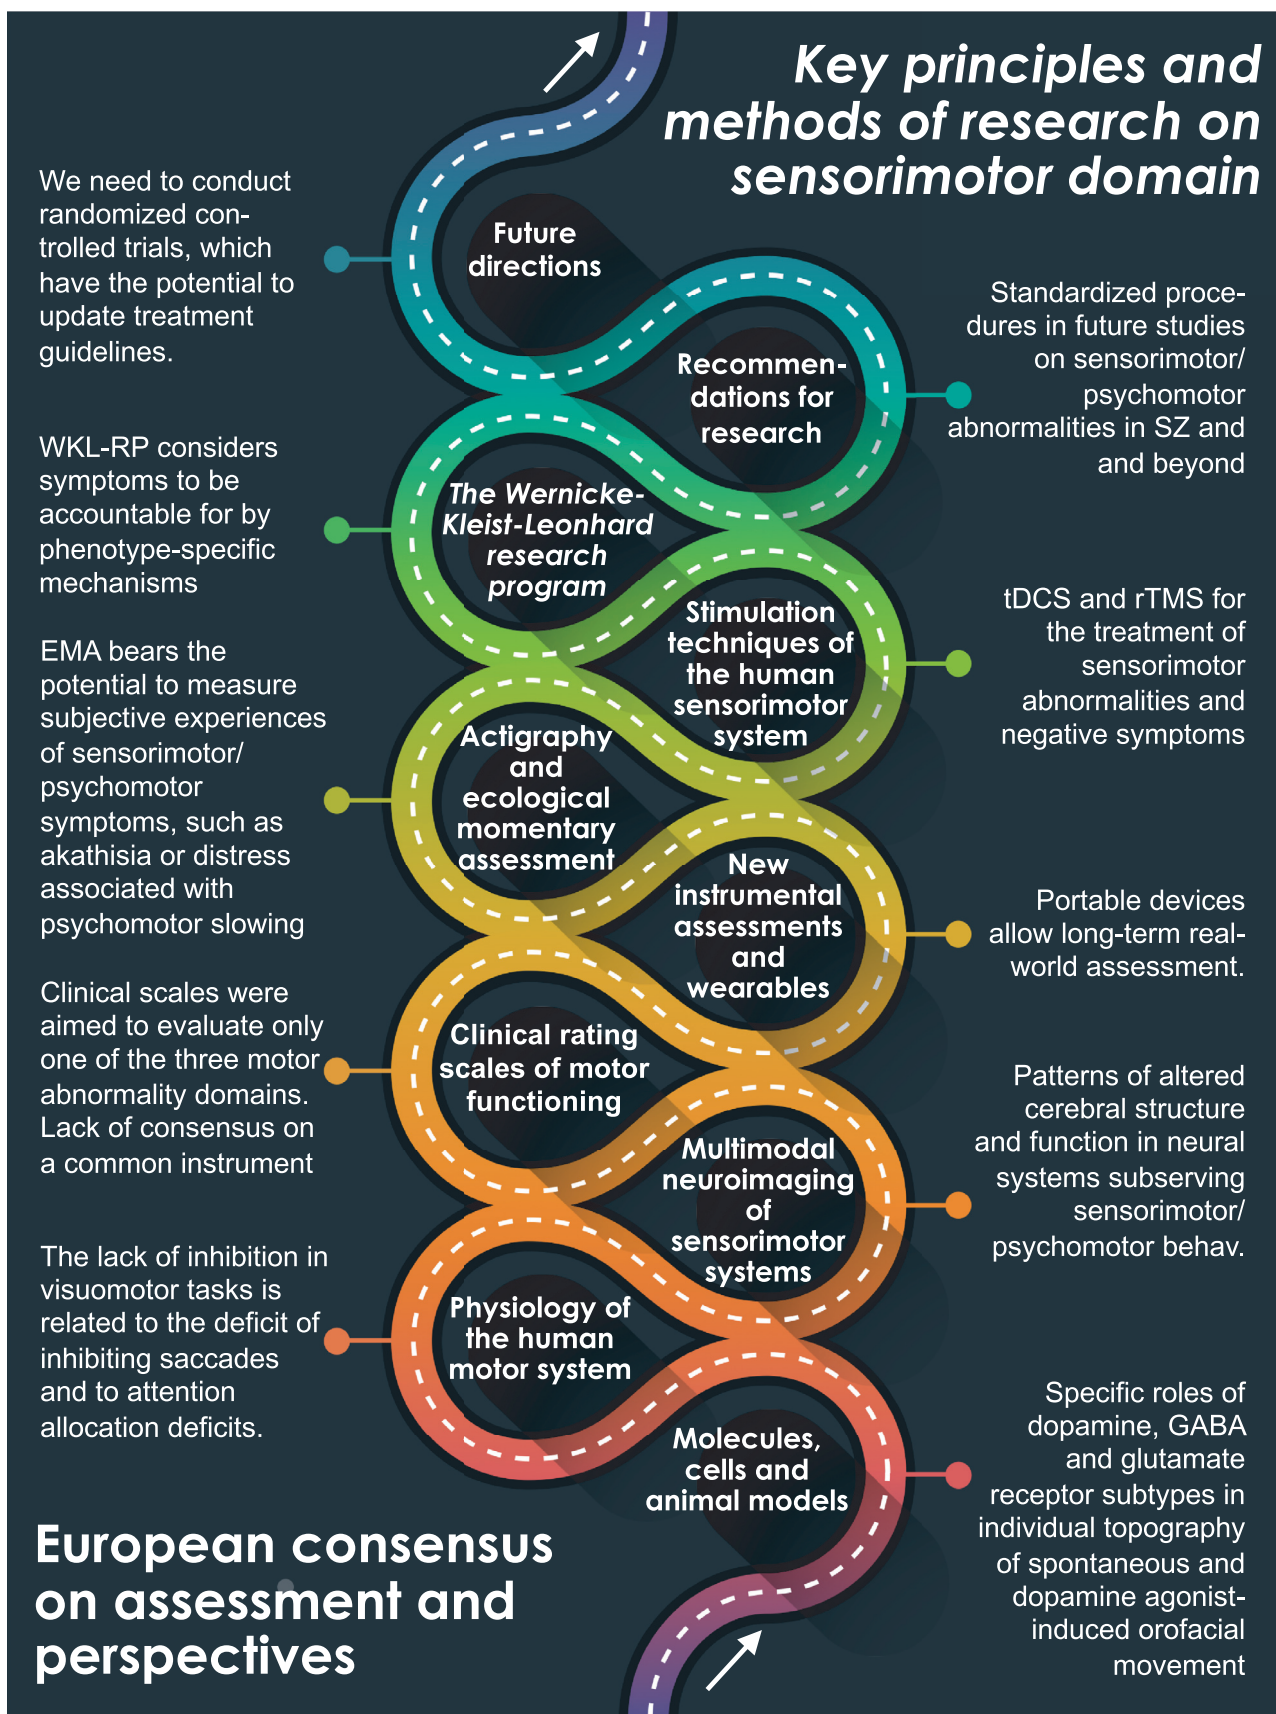 Key principles and
methods of research on
sensorimotor domain
We need to conduct
randomized con-
trolled trials, which
have the potential to
update treatment
guidelines.
Future
directions
Standardized proce-
dures in future studies
on sensorimotor/
psychomotor
abnormalities in SZ and
and beyond
Recommen-
dations for
research
WKL-RP considers
symptoms to be
accountable for by
phenotype-specific
mechanisms
The Wernicke-
Kleist-Leonhard
research
program
tDCS and rTMS for
the treatment of
sensorimotor
abnormalities and
negative symptoms
Stimulation
techniques of
the human
sensorimotor
system
EMA bears the
potential to measure
subjective experiences
of sensorimotor/
psychomotor
symptoms, such as
akathisia or distress
associated with
psychomotor slowing
Actigraphy
and
ecological
momentary
assessment
New
instrumental
assessments
and
wearables
Portable devices
allow long-term real-
world assessment.
Clinical scales were
aimed to evaluate only
one of the three motor
abnormality domains.
Lack of consensus on
a common instrument
Clinical rating
scales of motor
functioning
Multimodal
neuroimaging
of
sensorimotor
systems
Patterns of altered
cerebral structure
and function in neural
systems subserving
sensorimotor/
psychomotor behav.
The lack of inhibition in
visuomotor tasks is
related to the deficit of
inhibiting saccades
and to attention
allocation deficits.
Physiology of
the human
motor system
Molecules,
cells and
animal models
Specific roles of
dopamine, GABA
and glutamate
receptor subtypes in
individual topography
of spontaneous and
dopamine agonist-
induced orofacial
movement
European consensus
on assessment and
perspectives